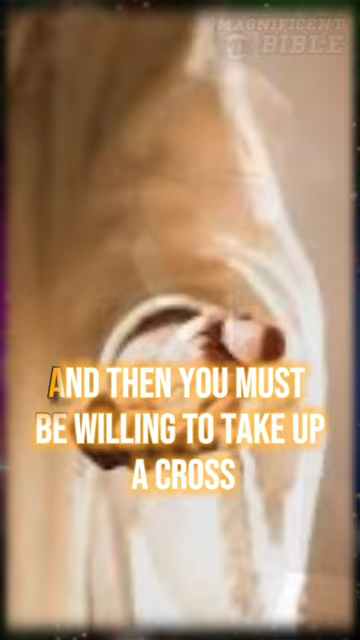 MAGNIFICENT
BIBLE
AND THEN YOU MUST
BE WILLING TO TAKE UP
A CROSS